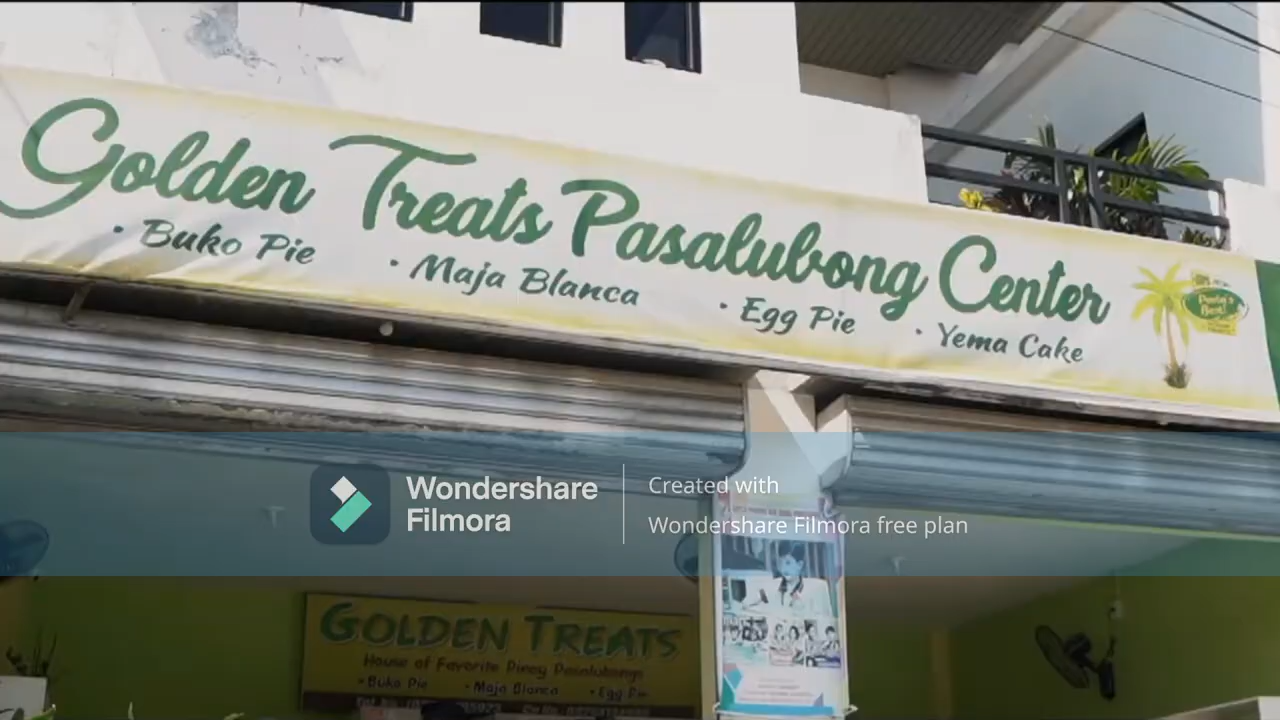 Golden Treats Pasalubong Center
• Buko Pie • Maja Blanca • Egg Pie • Yema Cake
Wondershare
Filmora
Created with
Wondershare Filmora free plan
GOLDEN TREATS
House of Favorite Pinoy Pasalubongs
• Buko Pie • Maja Blanca • Egg Pie